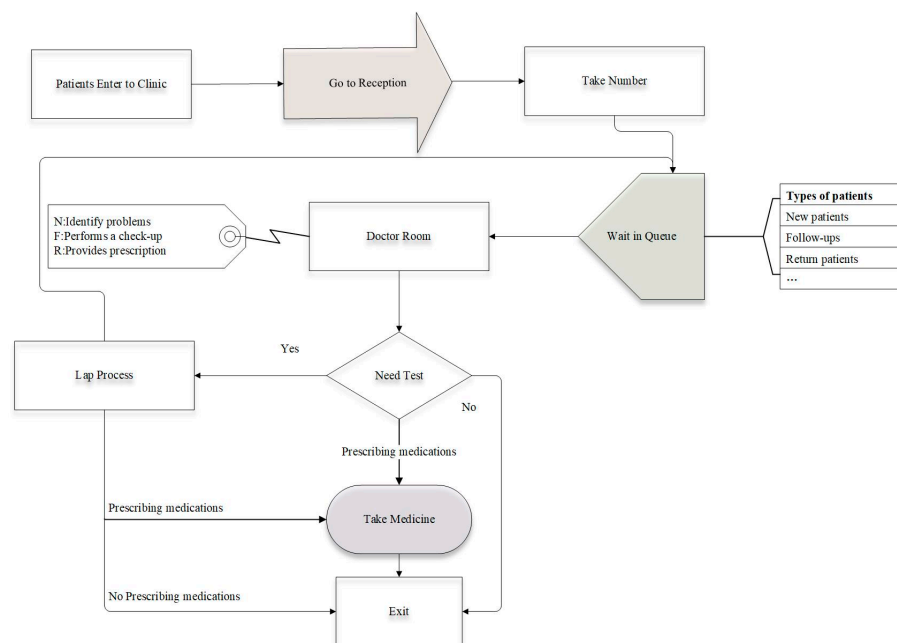 Patients Enter to Clinic
Go to Reception
Take Number
Types of patients
New patients
Follow-ups
Return patients
...
Wait in Queue
Doctor Room
N:Identify problems
F:Performs a check-up
R:Provides prescription
Yes
Need Test
Lap Process
No
Prescribing medications
Prescribing medications
Take Medicine
No Prescribing medications
Exit